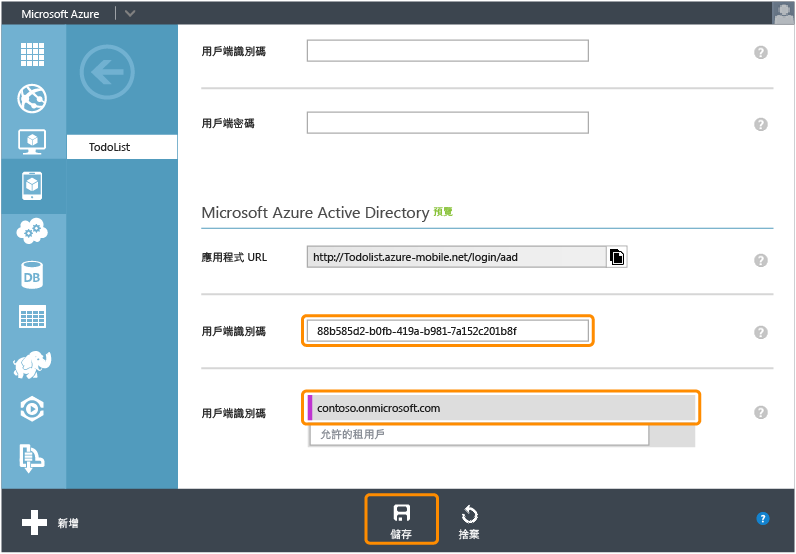 Microsoft Azure
用戶端識別碼
?
用戶端密碼
?
TodoList
Microsoft Azure Active Directory 預覽
應用程式 URL
http://Todolist.azure-mobile.net/login/aad
?
DB
用戶端識別碼
88b585d2-b0fb-419a-b981-7a152c201b8f
?
用戶端識別碼
contoso.onmicrosoft.com
?
允許的租用戶
新增
儲存
捨棄
?